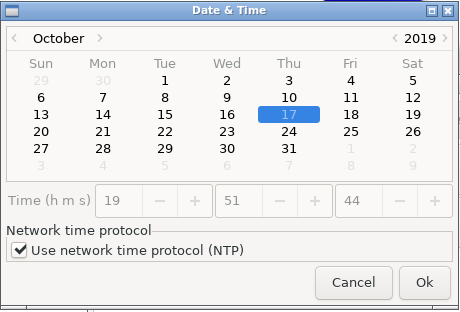 Date & Time
October 2019
Sun Mon Tue Wed Thu Fri Sat
29 30 1 2 3 4 5
6 7 8 9 10 11 12
13 14 15 16 17 18 19
20 21 22 23 24 25 26
27 28 29 30 31 1 2
3 4 5 6 7 8 9
Time (h m s) 19 51 44
Network time protocol
Use network time protocol (NTP)
Cancel Ok